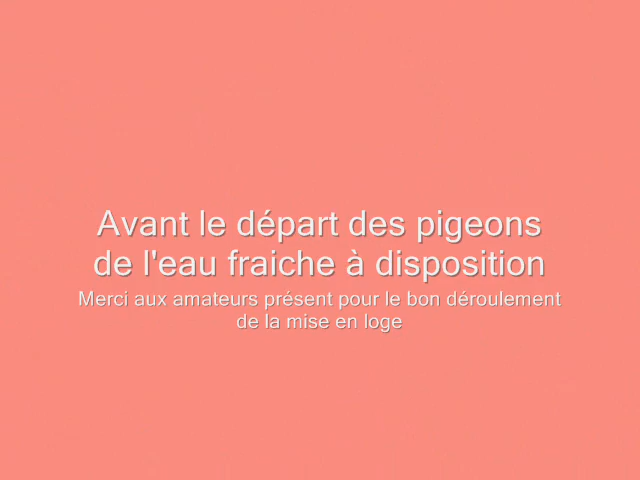 Avant le départ des pigeons
de l'eau fraiche à disposition
Merci aux amateurs présent pour le bon déroulement
de la mise en loge